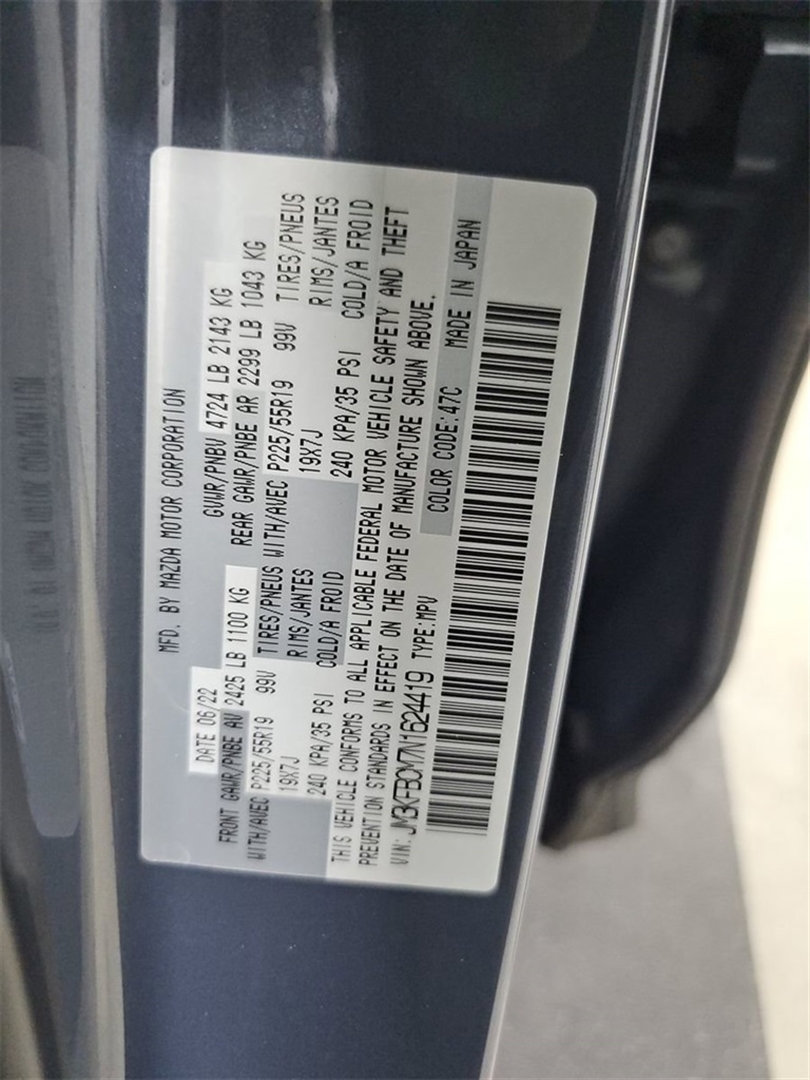 MFD. BY MAZDA MOTOR CORPORATION
DATE 06/22 GVWR/PNBV 4724 LB 2143 KG
FRONT GAWR/PNBE AV 2425 LB 1100 KG REAR GAWR/PNBE AR 2299 LB 1043 KG
WITH/AVEC P225/55R19 99V TIRES/PNEUS WITH/AVEC P225/55R19 99V TIRES/PNEUS
19X7J RIMS/JANTES 19X7J RIMS/JANTES
240 KPA/35 PSI COLD/A FROID 240 KPA/35 PSI COLD/A FROID
THIS VEHICLE CONFORMS TO ALL APPLICABLE FEDERAL MOTOR VEHICLE SAFETY AND THEFT
PREVENTION STANDARDS IN EFFECT ON THE DATE OF MANUFACTURE SHOWN ABOVE.
VIN: JM3KFBCM7N1624419 TYPE:MPV COLOR CODE:47C MADE IN JAPAN